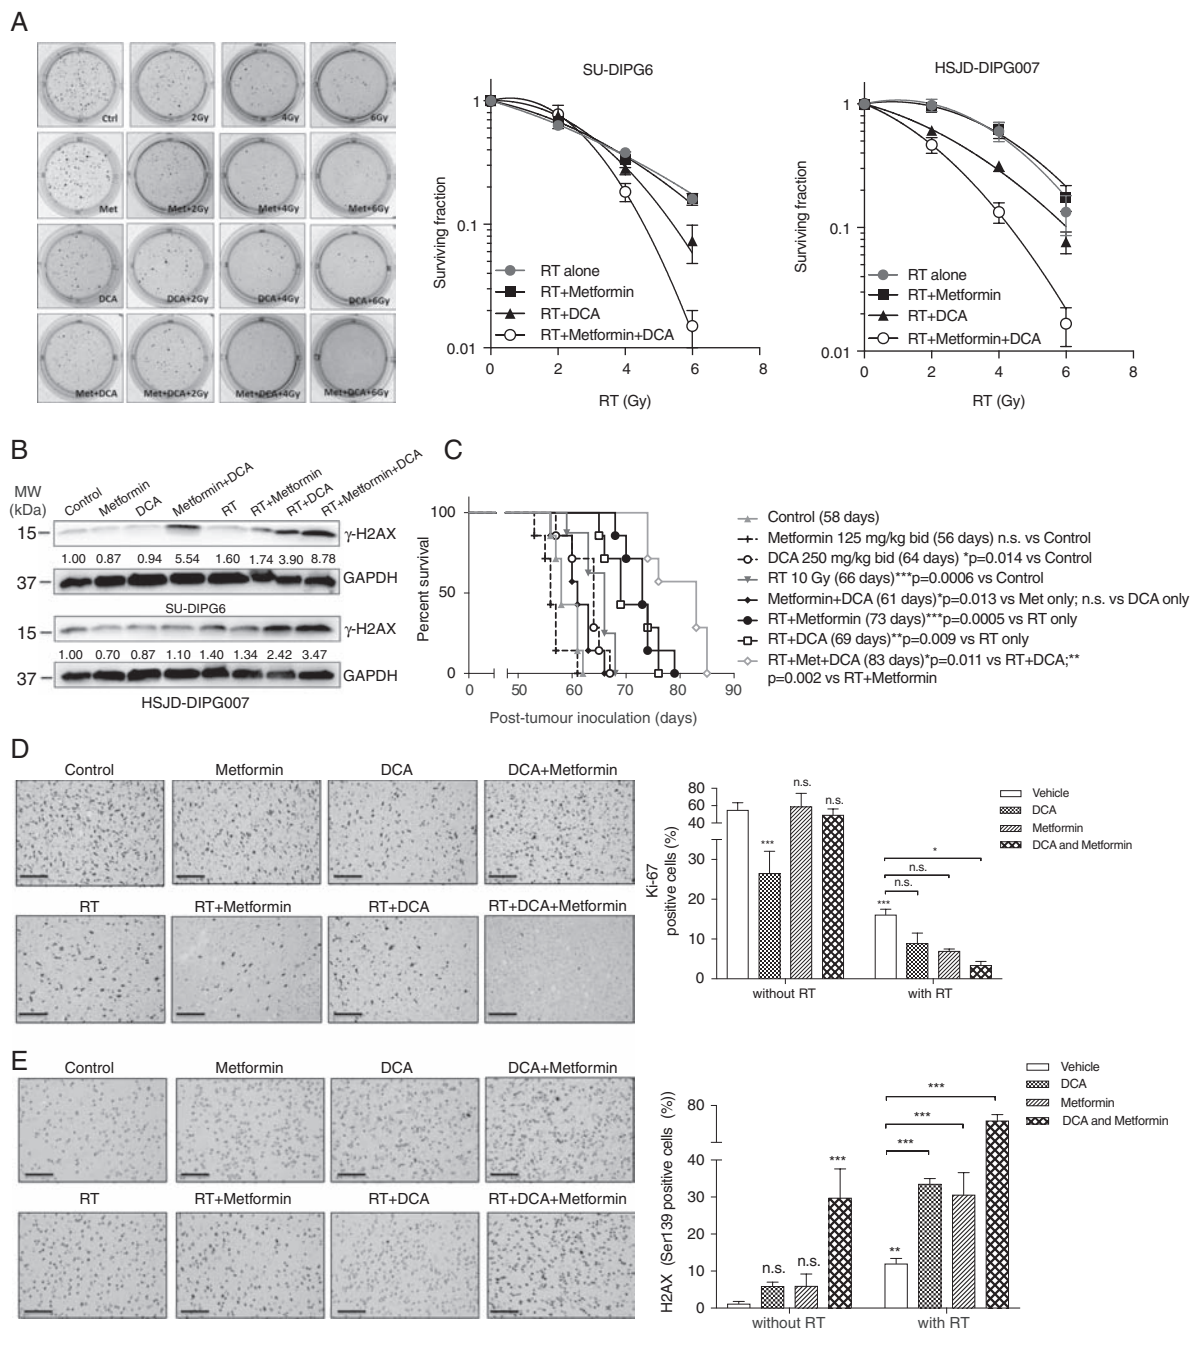 A
Ctrl
2Gy
4Gy
6Gy
Met
Met+2Gy
Met+4Gy
Met+6Gy
DCA
DCA+2Gy
DCA+4Gy
DCA+6Gy
Met+DCA
Met+DCA+2Gy
Met+DCA+4Gy
Met+DCA+6Gy
SU-DIPG6
Surviving fraction
1
0.1
0.01
RT alone
RT+Metformin
RT+DCA
RT+Metformin+DCA
0 2 4 6 8
RT (Gy)
HSJD-DIPG007
Surviving fraction
1
0.1
0.01
RT alone
RT+Metformin
RT+DCA
RT+Metformin+DCA
0 2 4 6 8
RT (Gy)
B
MW
(kDa)
Control
Metformin
DCA
Metformin+DCA
RT
RT+Metformin
RT+DCA
RT+Metformin+DCA
15
γ-H2AX
1.00 0.87 0.94 5.54 1.60 1.74 3.90 8.78
37
GAPDH
SU-DIPG6
15
γ-H2AX
1.00 0.70 0.87 1.10 1.40 1.34 2.42 3.47
37
GAPDH
HSJD-DIPG007
C
Percent survival
100
50
0
0 50 60 70 80 90
Post-tumour inoculation (days)
Control (58 days)
Metformin 125 mg/kg bid (56 days) n.s. vs Control
DCA 250 mg/kg bid (64 days) *p=0.014 vs Control
RT 10 Gy (66 days)***p=0.0006 vs Control
Metformin+DCA (61 days)*p=0.013 vs Met only; n.s. vs DCA only
RT+Metformin (73 days)***p=0.0005 vs RT only
RT+DCA (69 days)**p=0.009 vs RT only
RT+Met+DCA (83 days)*p=0.011 vs RT+DCA;**
p=0.002 vs RT+Metformin
D
Control
Metformin
DCA
DCA+Metformin
RT
RT+Metformin
RT+DCA
RT+DCA+Metformin
Ki-67
positive cells (%)
80
60
40
30
20
10
0
***
n.s.
n.s.
***
n.s.
n.s.
*
without RT
with RT
Vehicle
DCA
Metformin
DCA and Metformin
E
Control
Metformin
DCA
DCA+Metformin
RT
RT+Metformin
RT+DCA
RT+DCA+Metformin
H2AX (Ser139 positive cells (%))
80
40
30
20
10
0
n.s.
n.s.
***
**
***
***
***
without RT
with RT
Vehicle
DCA
Metformin
DCA and Metformin